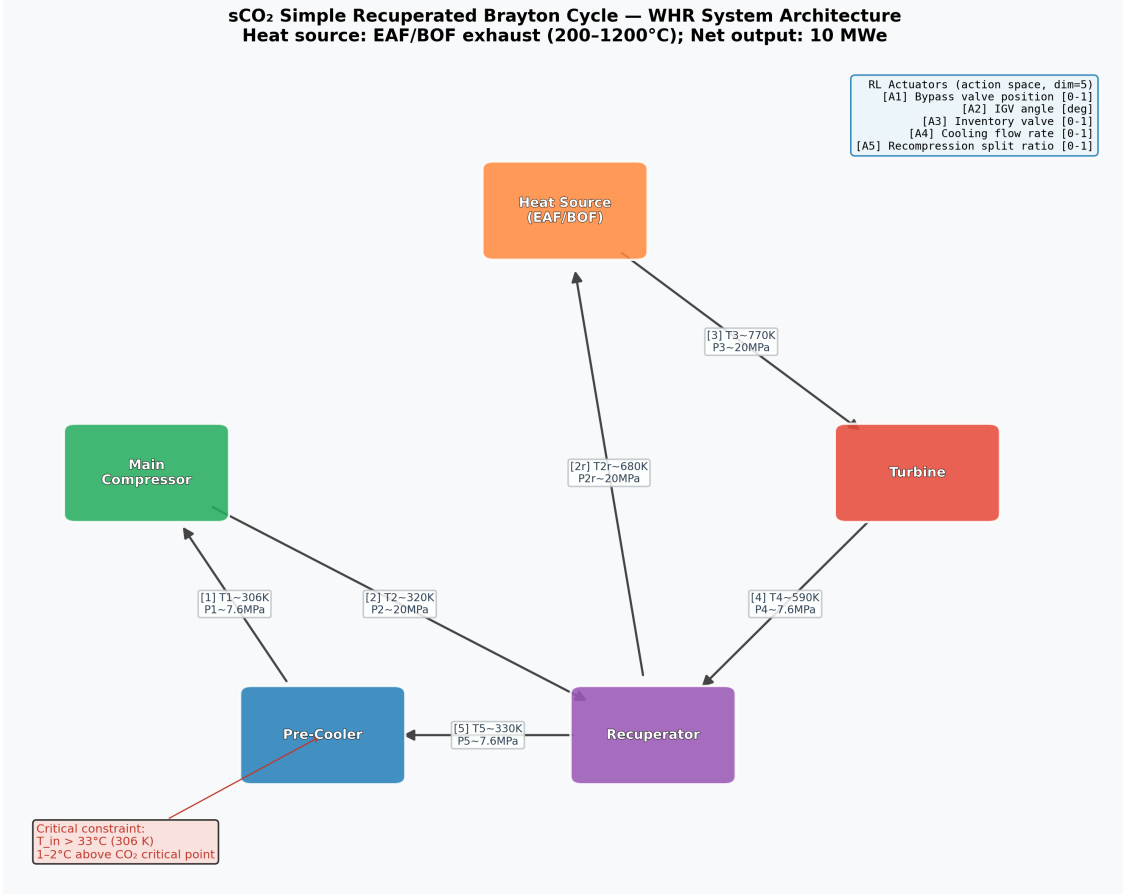 sCO₂ Simple Recuperated Brayton Cycle — WHR System Architecture
Heat source: EAF/BOF exhaust (200–1200°C); Net output: 10 MWe
RL Actuators (action space, dim=5)
[A1] Bypass valve position [0-1]
[A2] IGV angle [deg]
[A3] Inventory valve [0-1]
[A4] Cooling flow rate [0-1]
[A5] Recompression split ratio [0-1]
Heat Source
(EAF/BOF)
[3] T3~770K
P3~20MPa
Main
Compressor
[2r] T2r~680K
P2r~20MPa
Turbine
[1] T1~306K
P1~7.6MPa
[2] T2~320K
P2~20MPa
[4] T4~590K
P4~7.6MPa
Pre-Cooler
[5] T5~330K
P5~7.6MPa
Recuperator
Critical constraint:
T_in > 33°C (306 K)
1–2°C above CO₂ critical point